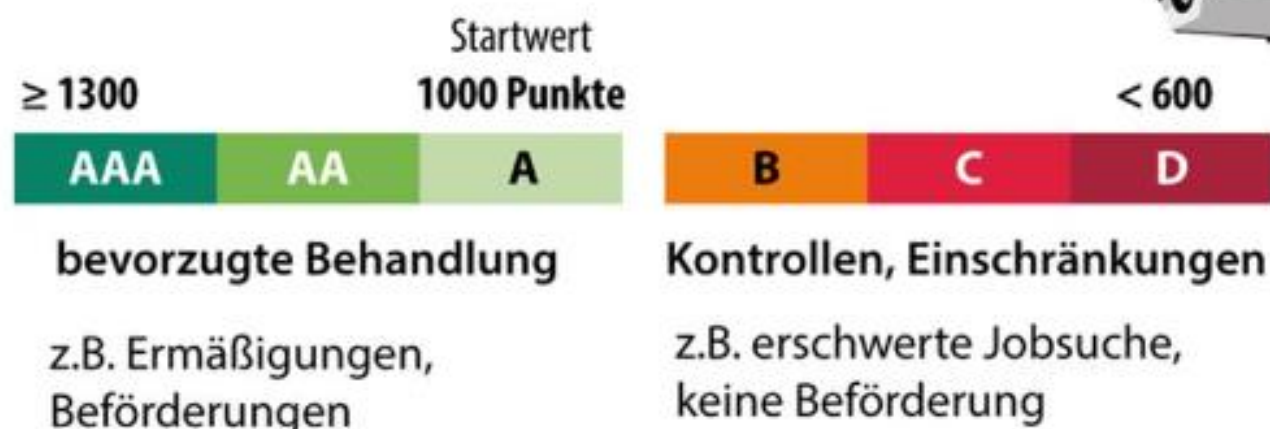 Startwert
≥ 1300 1000 Punkte < 600
AAA AA A B C D
bevorzugte Behandlung
Kontrollen, Einschränkungen
z.B. Ermäßigungen,
Beförderungen
z.B. erschwerte Jobsuche,
keine Beförderung